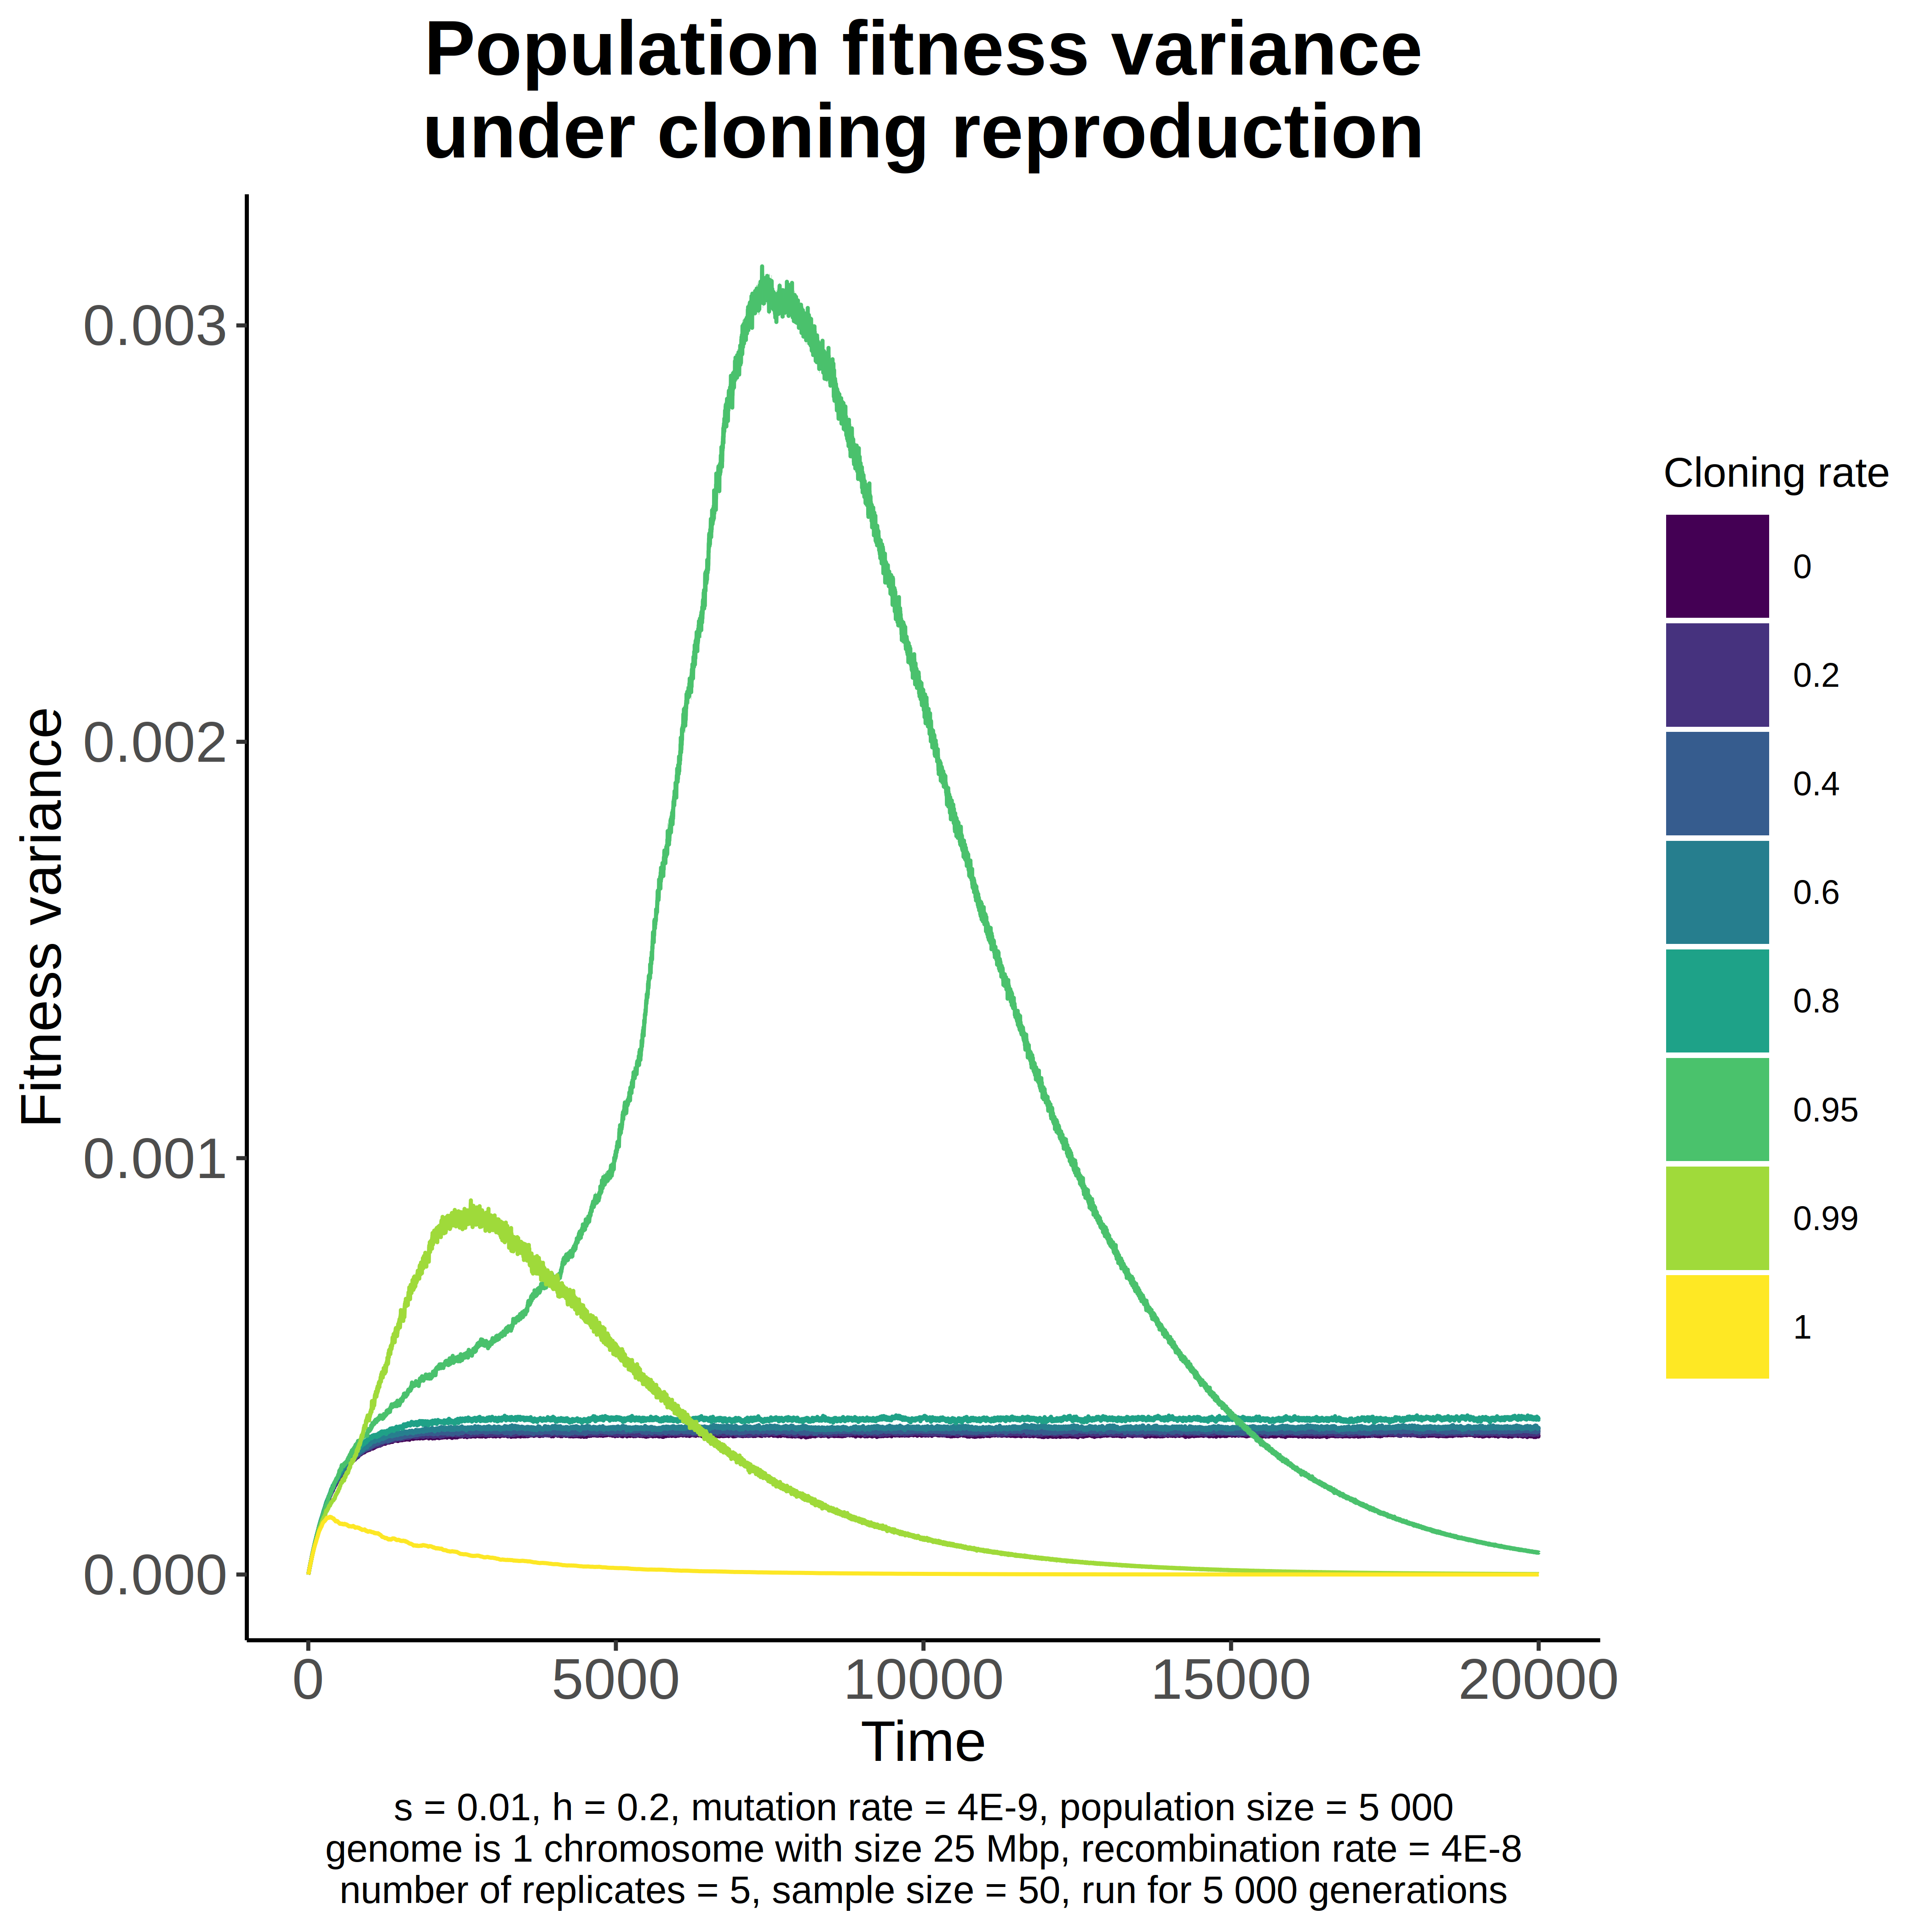 Population fitness variance
under cloning reproduction
Fitness variance
0.003
0.002
0.001
0.000
0
5000
10000
15000
20000
Time
Cloning rate
0
0.2
0.4
0.6
0.8
0.95
0.99
1
s = 0.01, h = 0.2, mutation rate = 4E-9, population size = 5 000
genome is 1 chromosome with size 25 Mbp, recombination rate = 4E-8
number of replicates = 5, sample size = 50, run for 5 000 generations